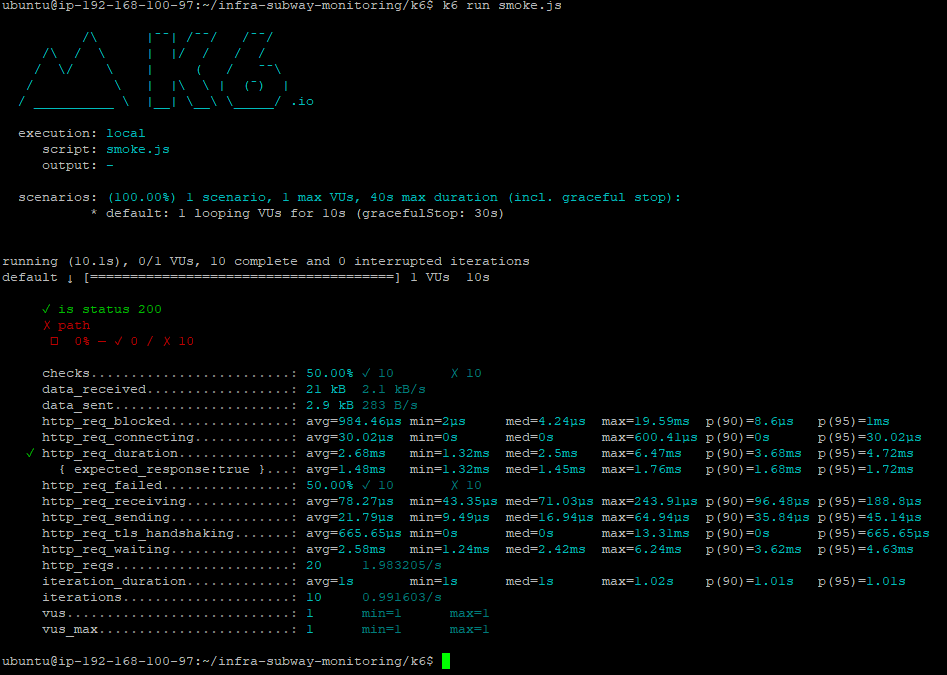 ubuntu@ip-192-168-100-97:~/infra-subway-monitoring/k6$ k6 run smoke.js
          /\      |‾‾| /‾‾/   /‾‾/
     /\  /  \     |  |/  /   /  /
    /  \/    \    |     (   /   ‾‾\
   /          \   |  |\  \ |  (‾)  |
  / __________ \  |__| \__\ \_____/ .io
execution: local
script: smoke.js
output: -
scenarios: (100.00%) 1 scenario, 1 max VUs, 40s max duration (incl. graceful stop):
* default: 1 looping VUs for 10s (gracefulStop: 30s)
running (10.1s), 0/1 VUs, 10 complete and 0 interrupted iterations
default ↓ [======================================] 1 VUs  10s
✓ is status 200
✗ path
□  0% — ✓ 0 / ✗ 10
checks.........................: 50.00% ✓ 10       ✗ 10
data_received..................: 21 kB  2.1 kB/s
data_sent......................: 2.9 kB 283 B/s
http_req_blocked...............: avg=984.46µs min=2µs     med=4.24µs  max=19.59ms  p(90)=8.6µs   p(95)=1ms
http_req_connecting............: avg=30.02µs  min=0s      med=0s      max=600.41µs p(90)=0s      p(95)=30.02µs
✓ http_req_duration..............: avg=2.68ms   min=1.32ms  med=2.5ms   max=6.47ms   p(90)=3.68ms  p(95)=4.72ms
{ expected_response:true }...: avg=1.48ms   min=1.32ms  med=1.45ms  max=1.76ms   p(90)=1.68ms  p(95)=1.72ms
http_req_failed................: 50.00% ✓ 10       ✗ 10
http_req_receiving.............: avg=78.27µs  min=43.35µs med=71.03µs max=243.91µs p(90)=96.48µs p(95)=188.8µs
http_req_sending...............: avg=21.79µs  min=9.49µs  med=16.94µs max=64.94µs  p(90)=35.84µs p(95)=45.14µs
http_req_tls_handshaking.......: avg=665.65µs min=0s      med=0s      max=13.31ms  p(90)=0s      p(95)=665.65µs
http_req_waiting...............: avg=2.58ms   min=1.24ms  med=2.42ms  max=6.24ms   p(90)=3.62ms  p(95)=4.63ms
http_reqs......................: 20     1.983205/s
iteration_duration.............: avg=1s       min=1s      med=1s      max=1.02s    p(90)=1.01s   p(95)=1.01s
iterations.....................: 10     0.991603/s
vus............................: 1      min=1      max=1
vus_max........................: 1      min=1      max=1
ubuntu@ip-192-168-100-97:~/infra-subway-monitoring/k6$